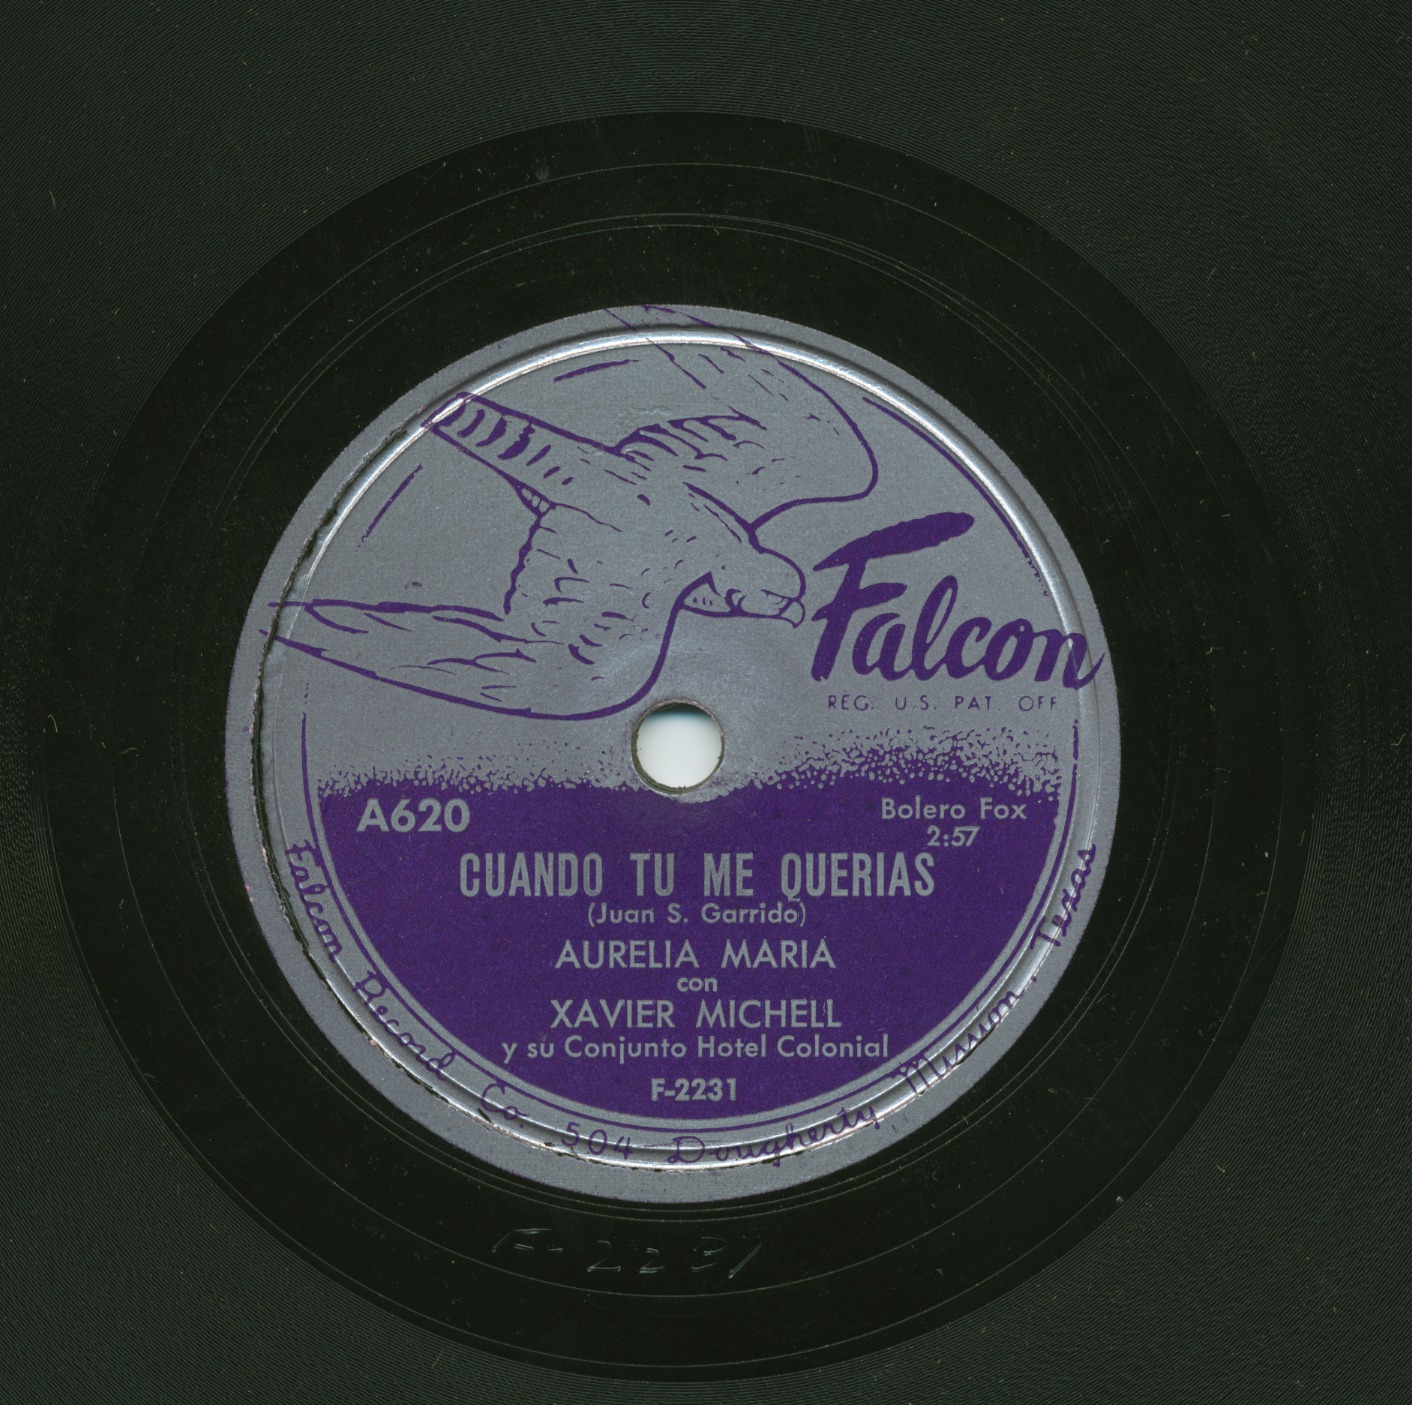 Falcon
REG. U.S. PAT. OFF.
A620
Bolero Fox
2:57
CUANDO TU ME QUERIAS
(Juan S. Garrido)
AURELIA MARIA
con
XAVIER MICHELL
y su Conjunto Hotel Colonial
F-2231
Falcon Record Co. 504 Dougherty Mission, Texas
F-2231